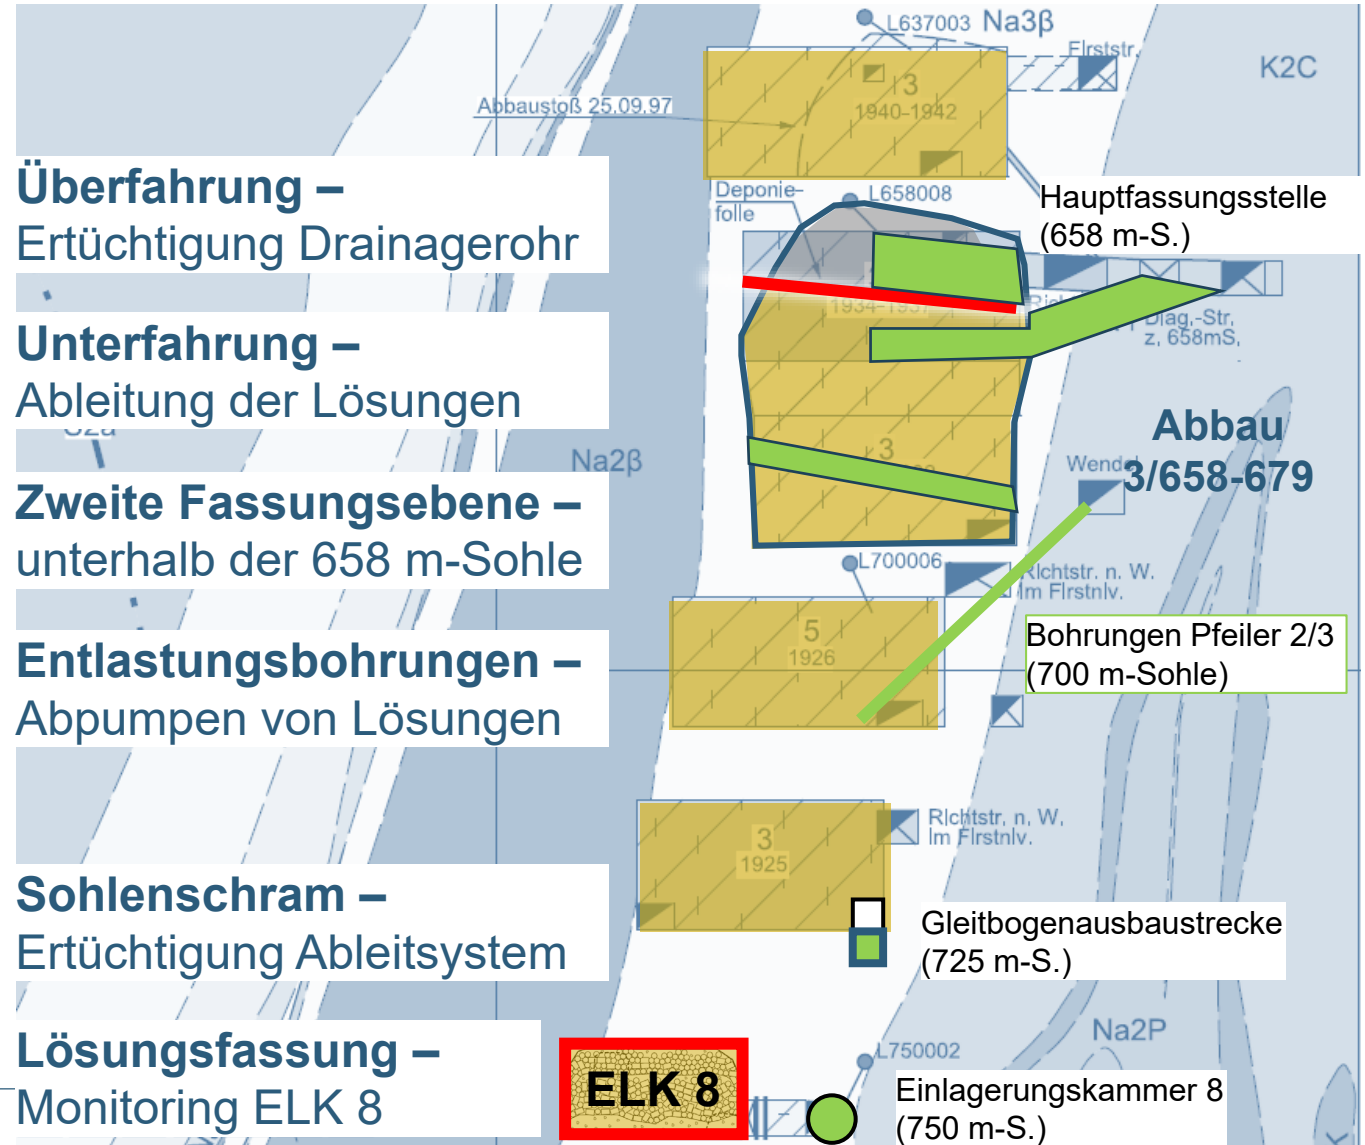 L637003
Na3β
Firststr.
K2C
3
1940-1942
Abbaustoß 25.09.97
Überfahrung –
Ertüchtigung Drainagerohr
Deponie-
folie
L658008
Hauptfassungsstelle
(658 m-S.)
Diag.-Str.
z. 658mS.
Unterfahrung –
Ableitung der Lösungen
Na2β
3
Abbau
3/658-679
Zweite Fassungsebene –
unterhalb der 658 m-Sohle
L700006
Richtstr. n. W.
im Firstniv.
Entlastungsbohrungen –
Abpumpen von Lösungen
5
1926
Bohrungen Pfeiler 2/3
(700 m-Sohle)
3
1925
Richtstr. n. W.
im Firstniv.
Sohlenschram –
Ertüchtigung Ableitsystem
Gleitbogenausbaustrecke
(725 m-S.)
Lösungsfassung –
Monitoring ELK 8
ELK 8
L750002
Na2P
Einlagerungskammer 8
(750 m-S.)